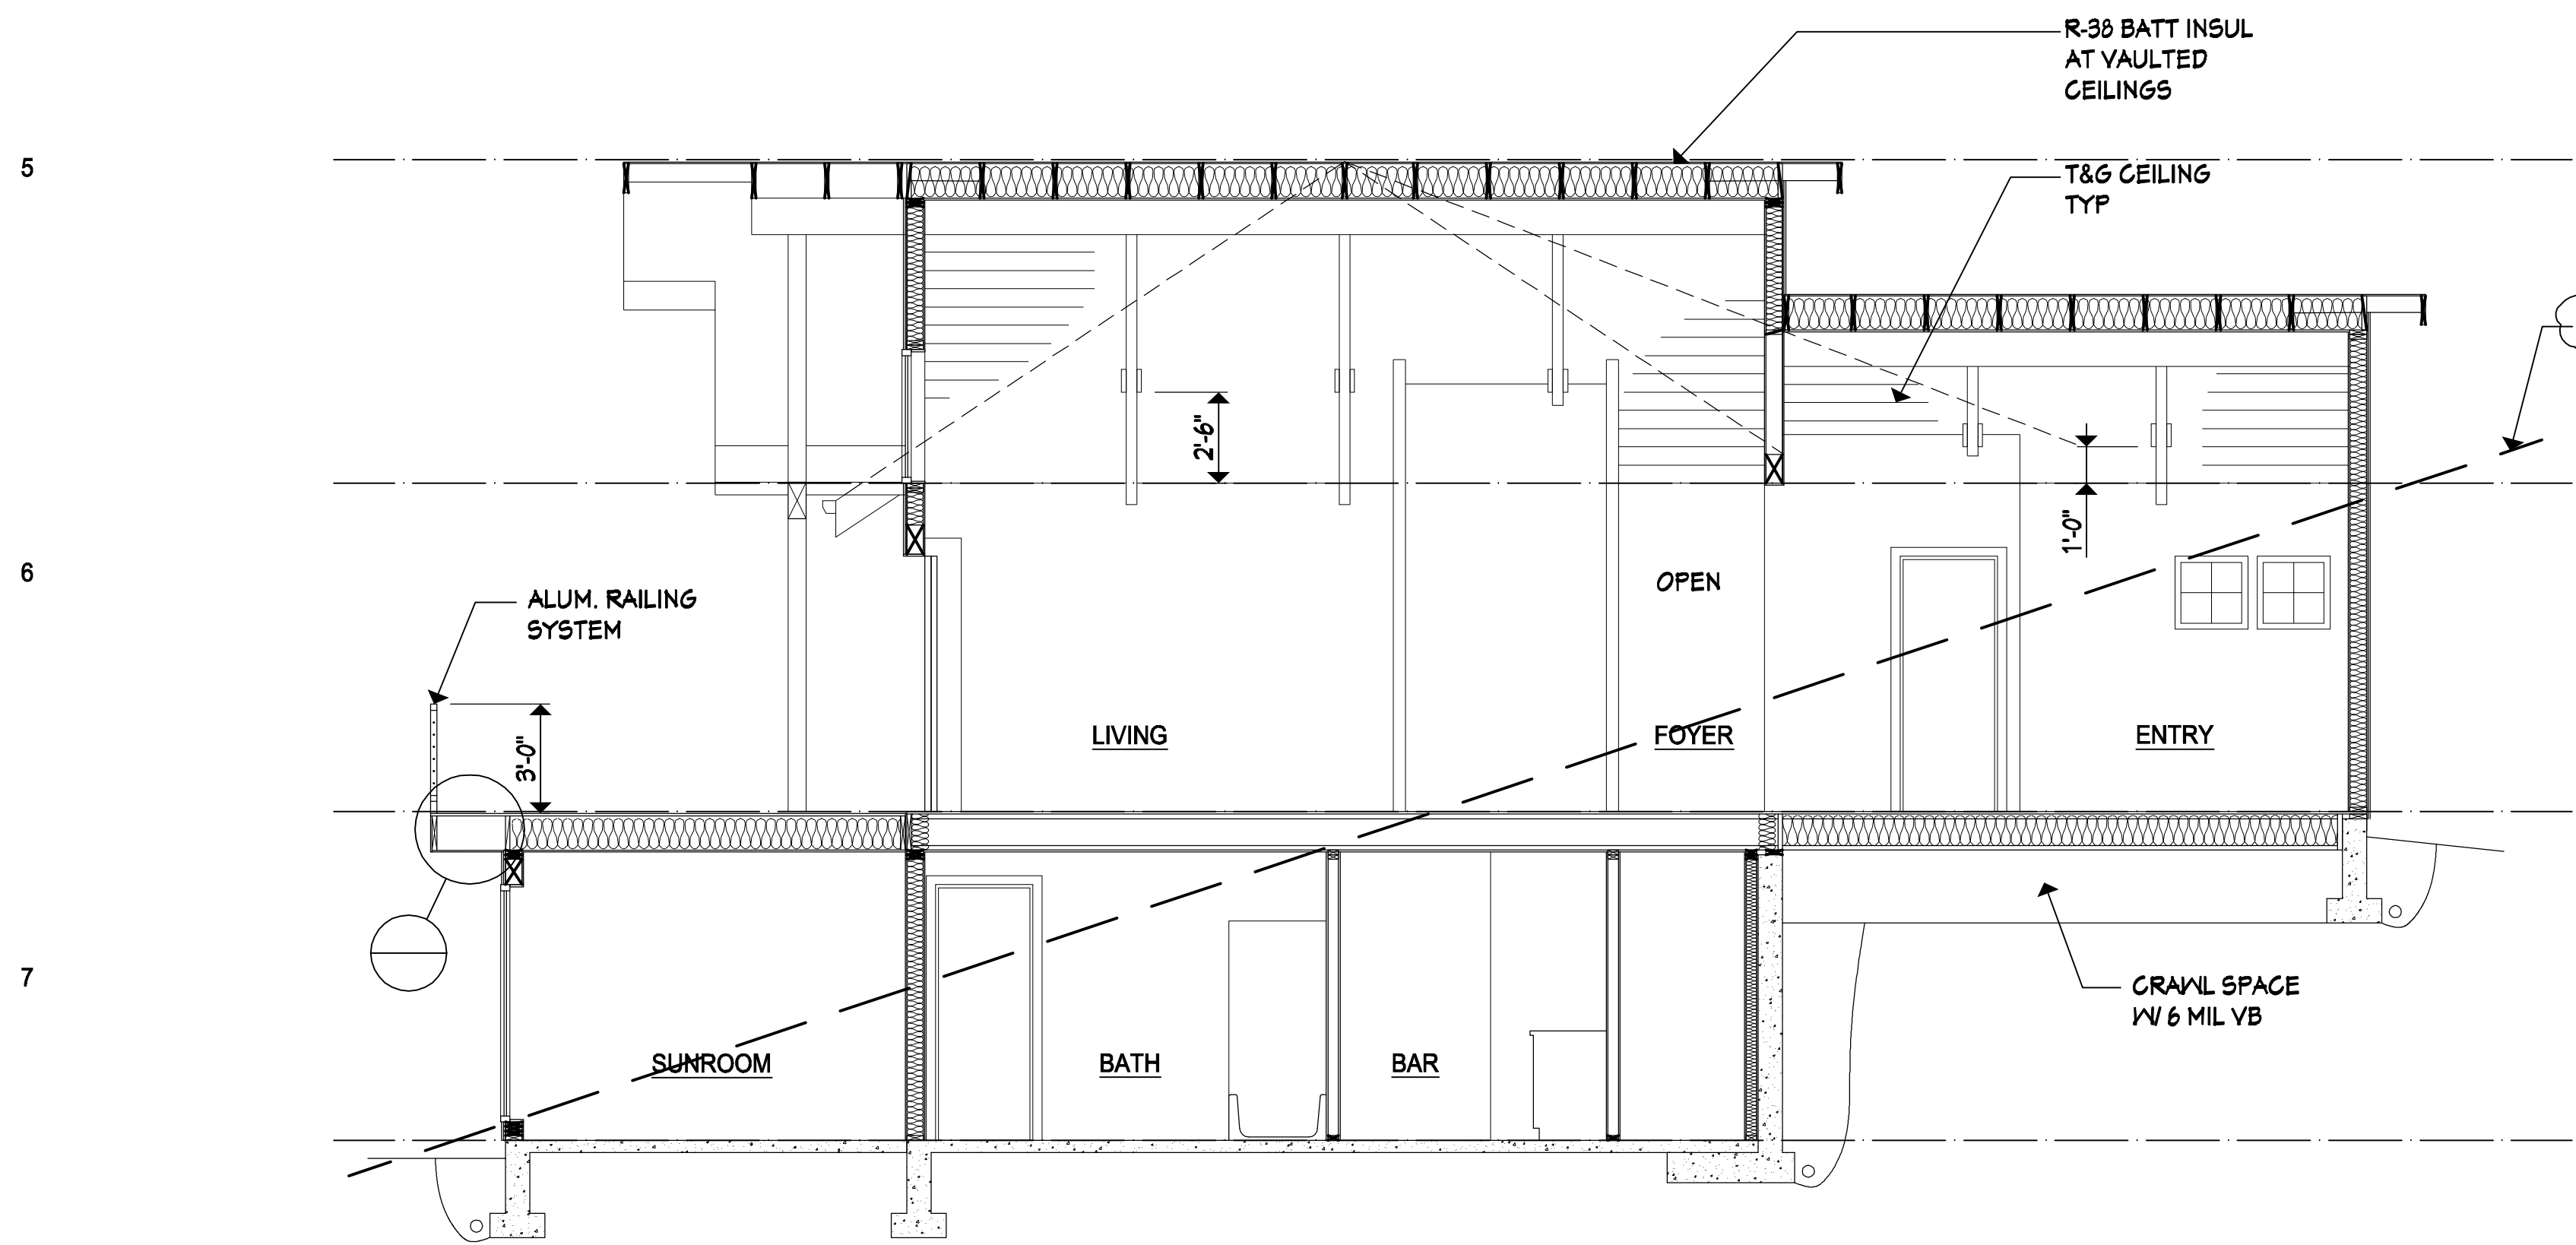 R-38 BATT INSUL
AT VAULTED
CEILINGS
5
T&G CEILING
TYP
2'-6"
1'-0"
6
OPEN
ALUM. RAILING
SYSTEM
3'-0"
LIVING
FOYER
ENTRY
7
CRAWL SPACE
W/ 6 MIL VB
SUNROOM
BATH
BAR